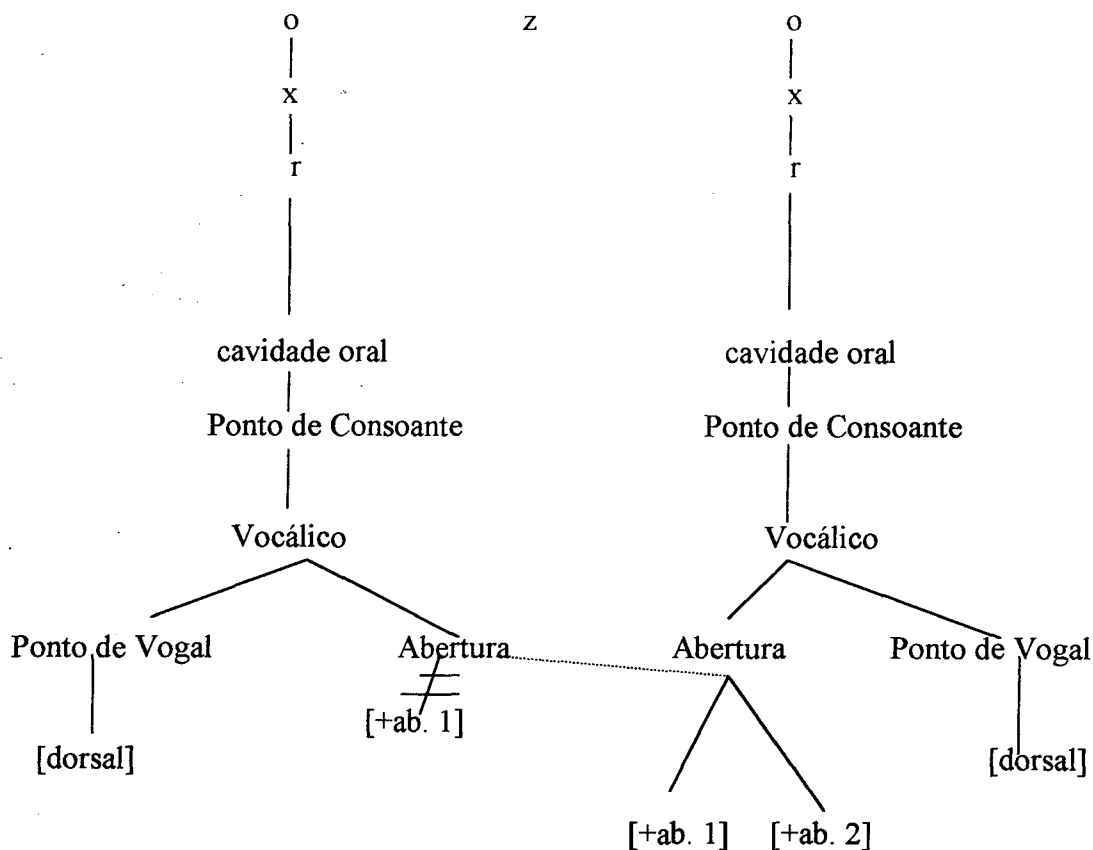 o z o
x x
r r
cavidade oral cavidade oral
Ponto de Consoante Ponto de Consoante
Vocálico Vocálico
Ponto de Vogal Abertura Abertura Ponto de Vogal
[+ab. 1]
[dorsal] [dorsal]
[+ab. 1] [+ab. 2]